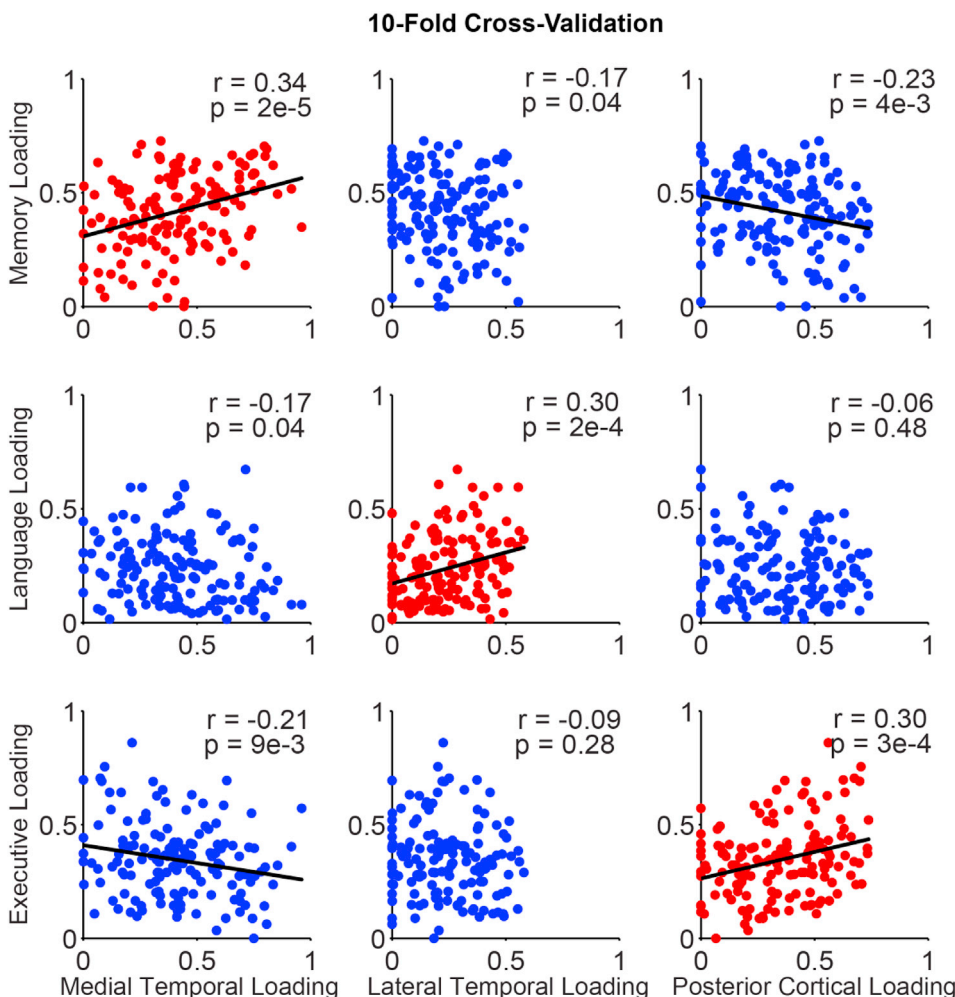 10-Fold Cross-Validation
Memory Loading
1
0.5
0
0
0.5
1
r = 0.34
p = 2e-5
0
0
0.5
1
r = -0.17
p = 0.04
1
0.5
0
0
0.5
1
r = -0.23
p = 4e-3
1
0.5
0
Language Loading
1
0.5
0
0
0.5
1
r = -0.17
p = 0.04
1
0.5
0
0
0.5
1
r = 0.30
p = 2e-4
1
0.5
0
0
0.5
1
r = -0.06
p = 0.48
Executive Loading
1
0.5
0
0
0.5
1
r = -0.21
p = 9e-3
1
0.5
0
0
0.5
1
r = -0.09
p = 0.28
1
0.5
0
0
0.5
1
r = 0.30
p = 3e-4
Medial Temporal Loading
Lateral Temporal Loading
Posterior Cortical Loading